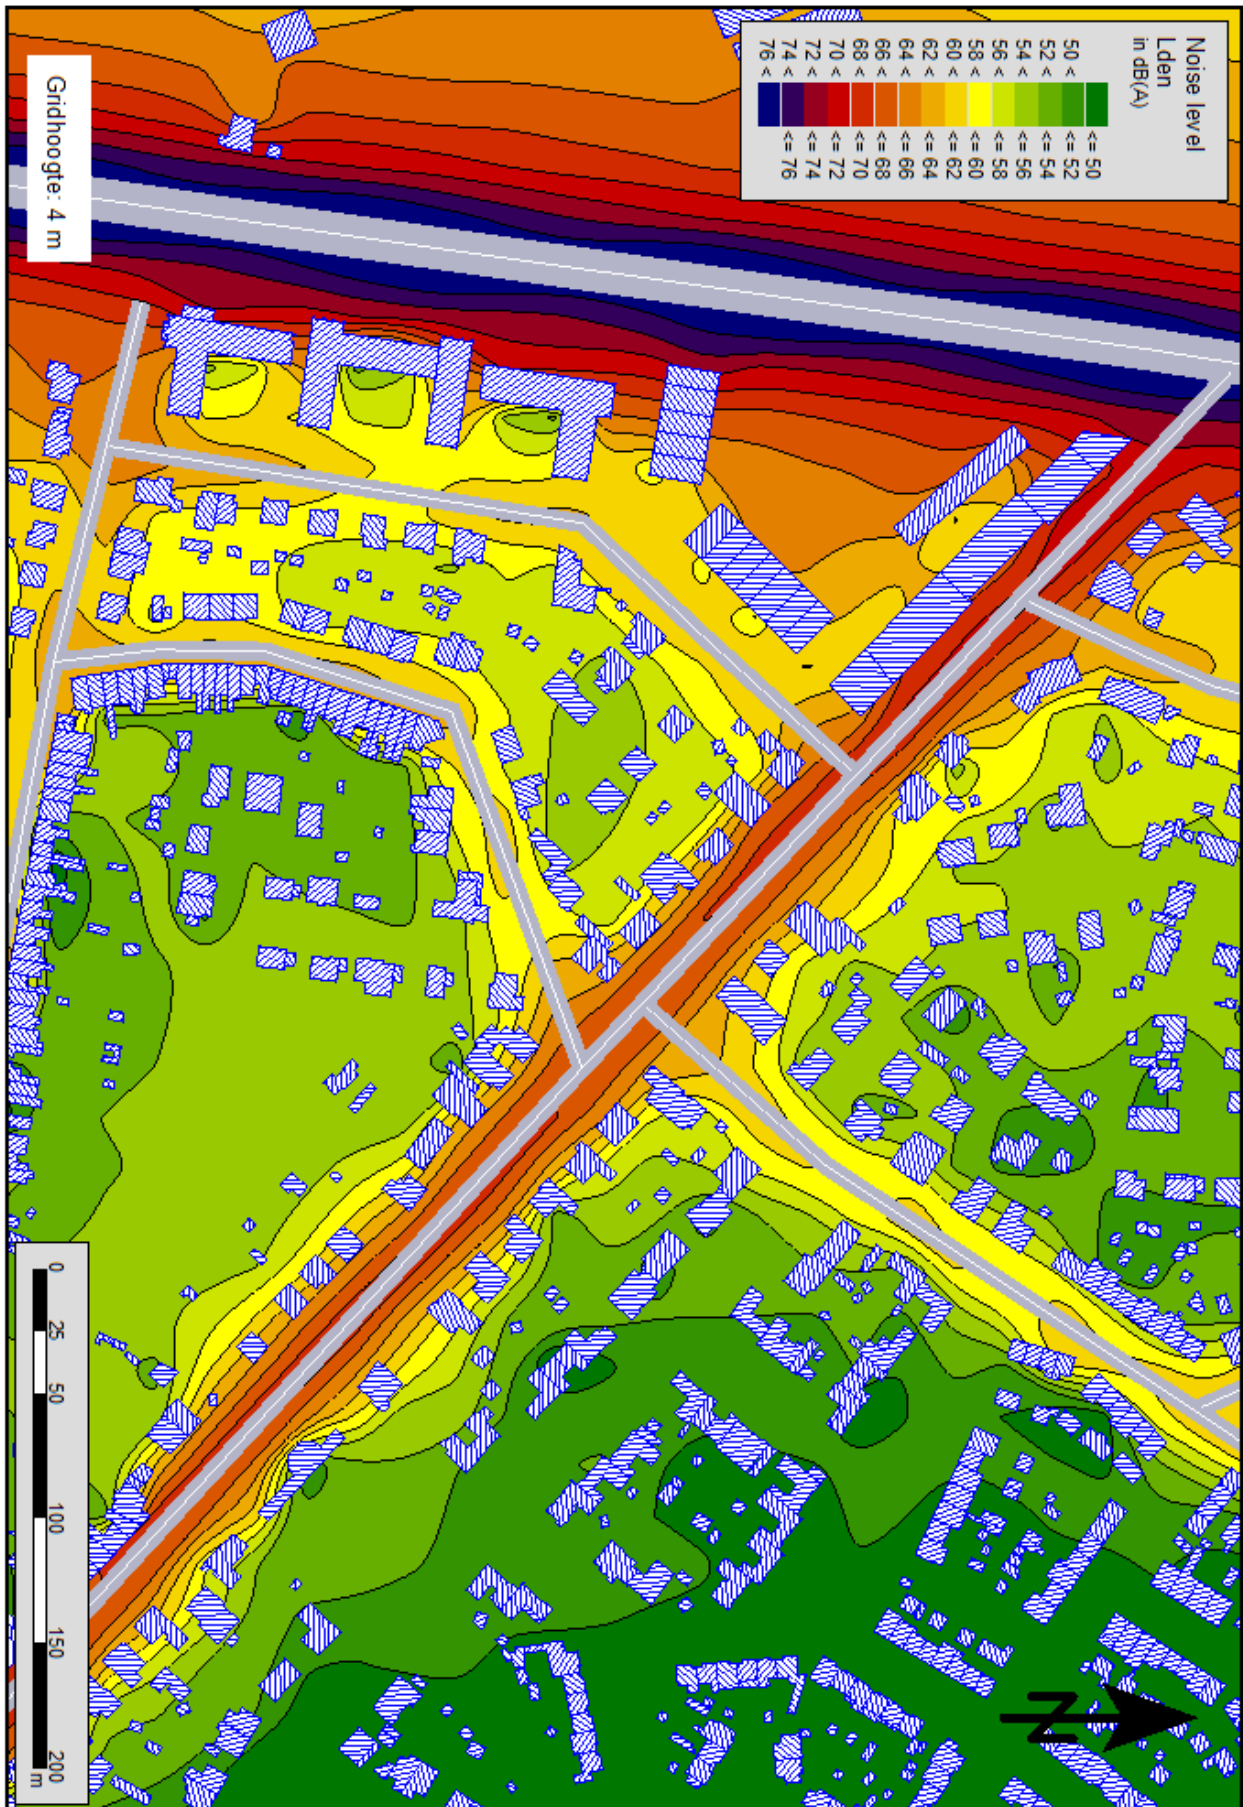 Noise level
Lden
in dB(A)
50 < <= 50
52 < <= 52
54 < <= 54
56 < <= 56
58 < <= 58
60 < <= 60
62 < <= 62
64 < <= 64
66 < <= 66
68 < <= 68
70 < <= 70
72 < <= 72
74 < <= 74
76 < <= 76
Gridhoogte: 4 m
0 25 50 100 150 200
m
N